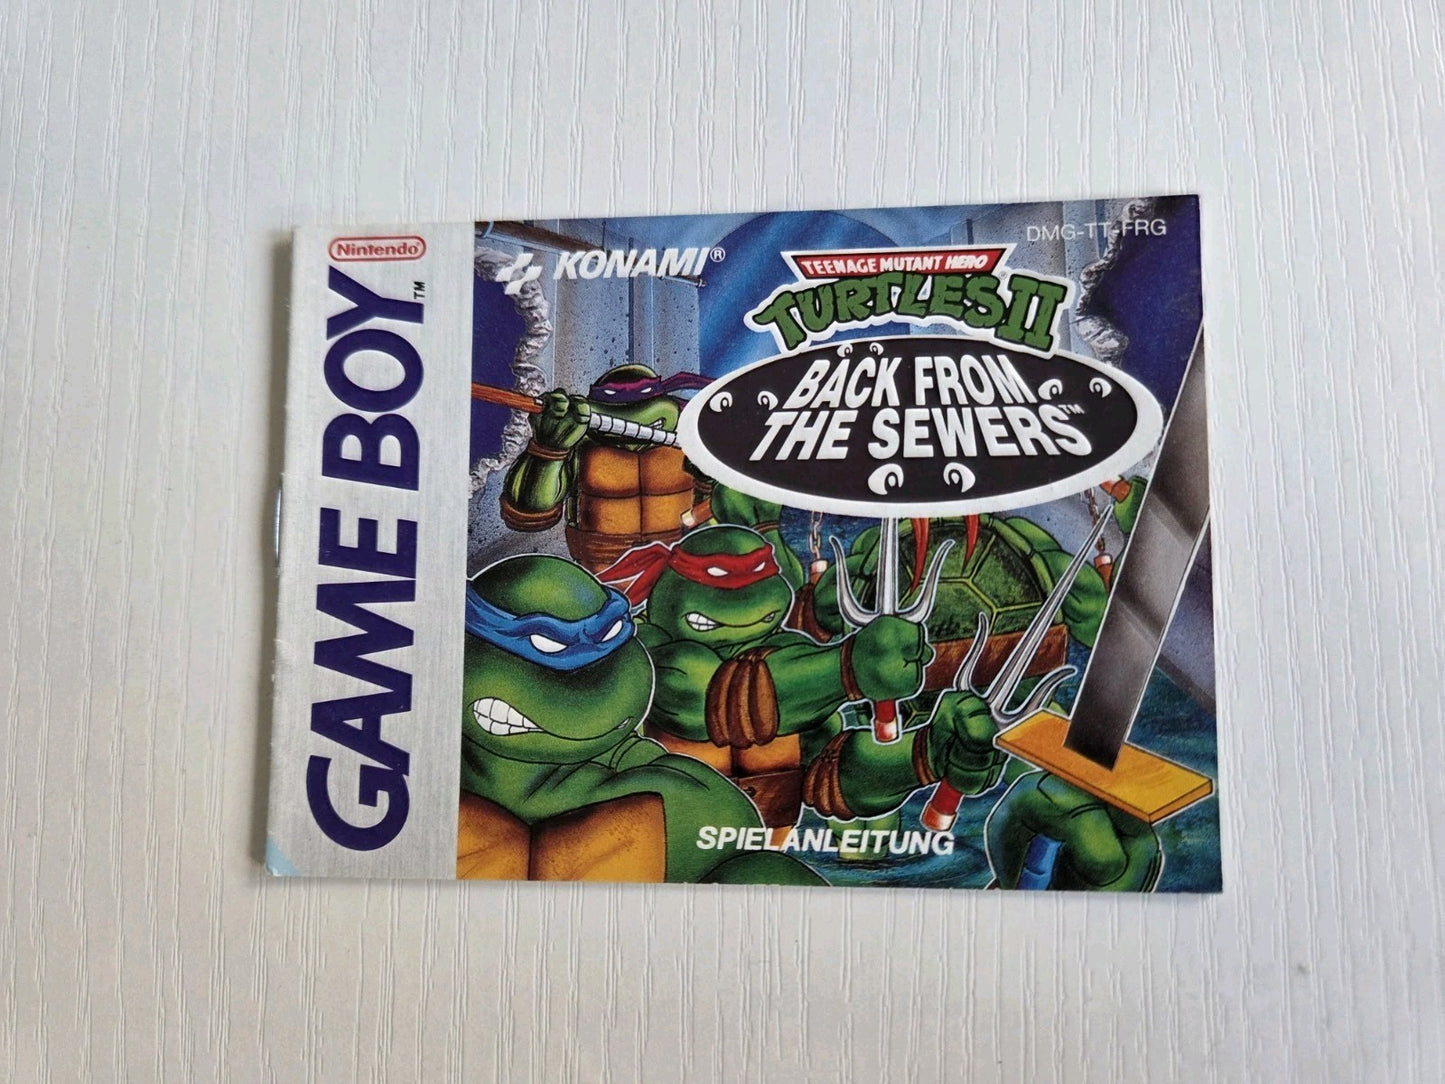 Nintendo®
GAME BOY™
KONAMI®
DMG-TT-FRG
TEENAGE MUTANT HERO
TURTLES II®
BACK FROM
THE SEWERS™
SPIELANLEITUNG